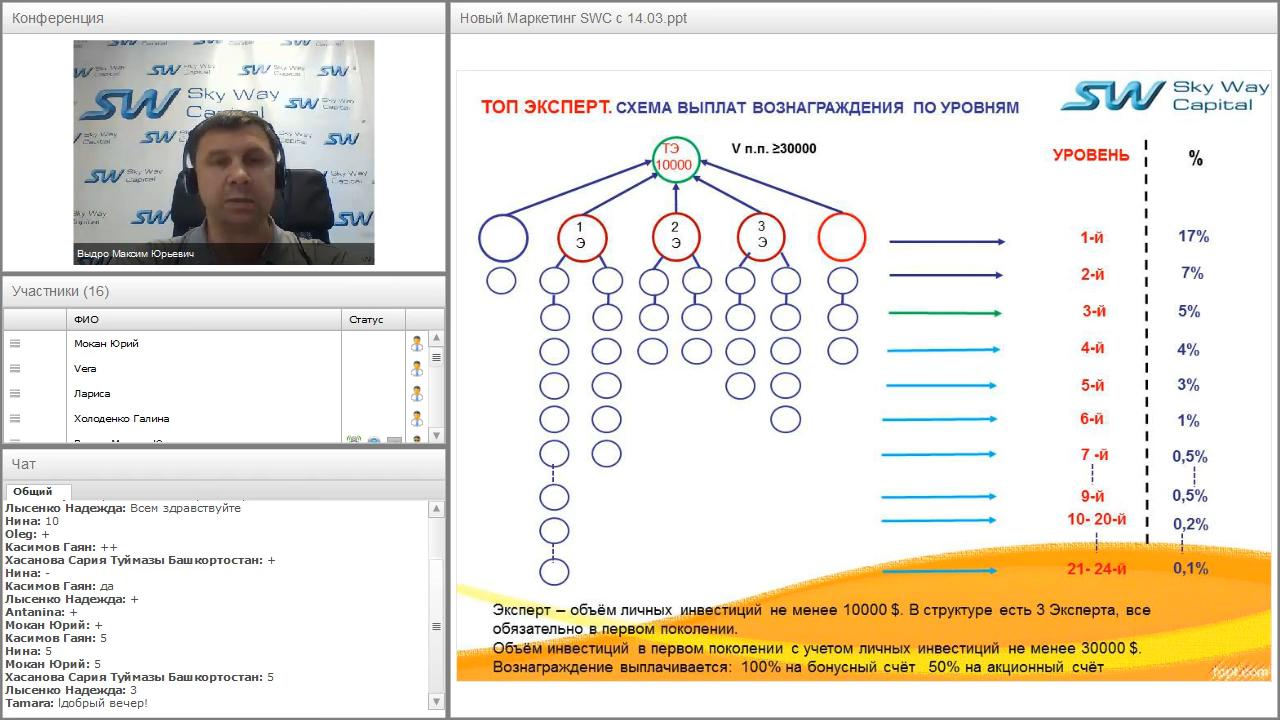 Конференция
Sky Way
Capital
Выдро Максим Юрьевич
Участники (16)
ФИО
Статус
Мокан Юрий
Vera
Лариса
Холоденко Галина
Чат
Общий
Лысенко Надежда: Всем здравствуйте
Нина: 10
Oleg: +
Касимов Гаян: ++
Хасанова Сария Туймазы Башкортостан: +
Нина: -
Касимов Гаян: да
Лысенко Надежда: +
Antanina: +
Мокан Юрий: +
Касимов Гаян: 5
Нина: 5
Мокан Юрий: 5
Хасанова Сария Туймазы Башкортостан: 5
Лысенко Надежда: 3
Tamara: !добрый вечер!
Новый Маркетинг SWC с 14.03.ppt
ТОП ЭКСПЕРТ. СХЕМА ВЫПЛАТ ВОЗНАГРАЖДЕНИЯ ПО УРОВНЯМ
SW Sky Way
Capital
ТЭ
10000
V п.п. ≥30000
УРОВЕНЬ %
1 Э
2 Э
3 Э
1-й 17%
2-й 7%
3-й 5%
4-й 4%
5-й 3%
6-й 1%
7 -й 0,5%
9-й 0,5%
10- 20-й 0,2%
21- 24-й 0,1%
Эксперт – объём личных инвестиций не менее 10000 $. В структуре есть 3 Эксперта, все
обязательно в первом поколении.
Объём инвестиций в первом поколении с учетом личных инвестиций не менее 30000 $.
Вознаграждение выплачивается: 100% на бонусный счёт 50% на акционный счёт